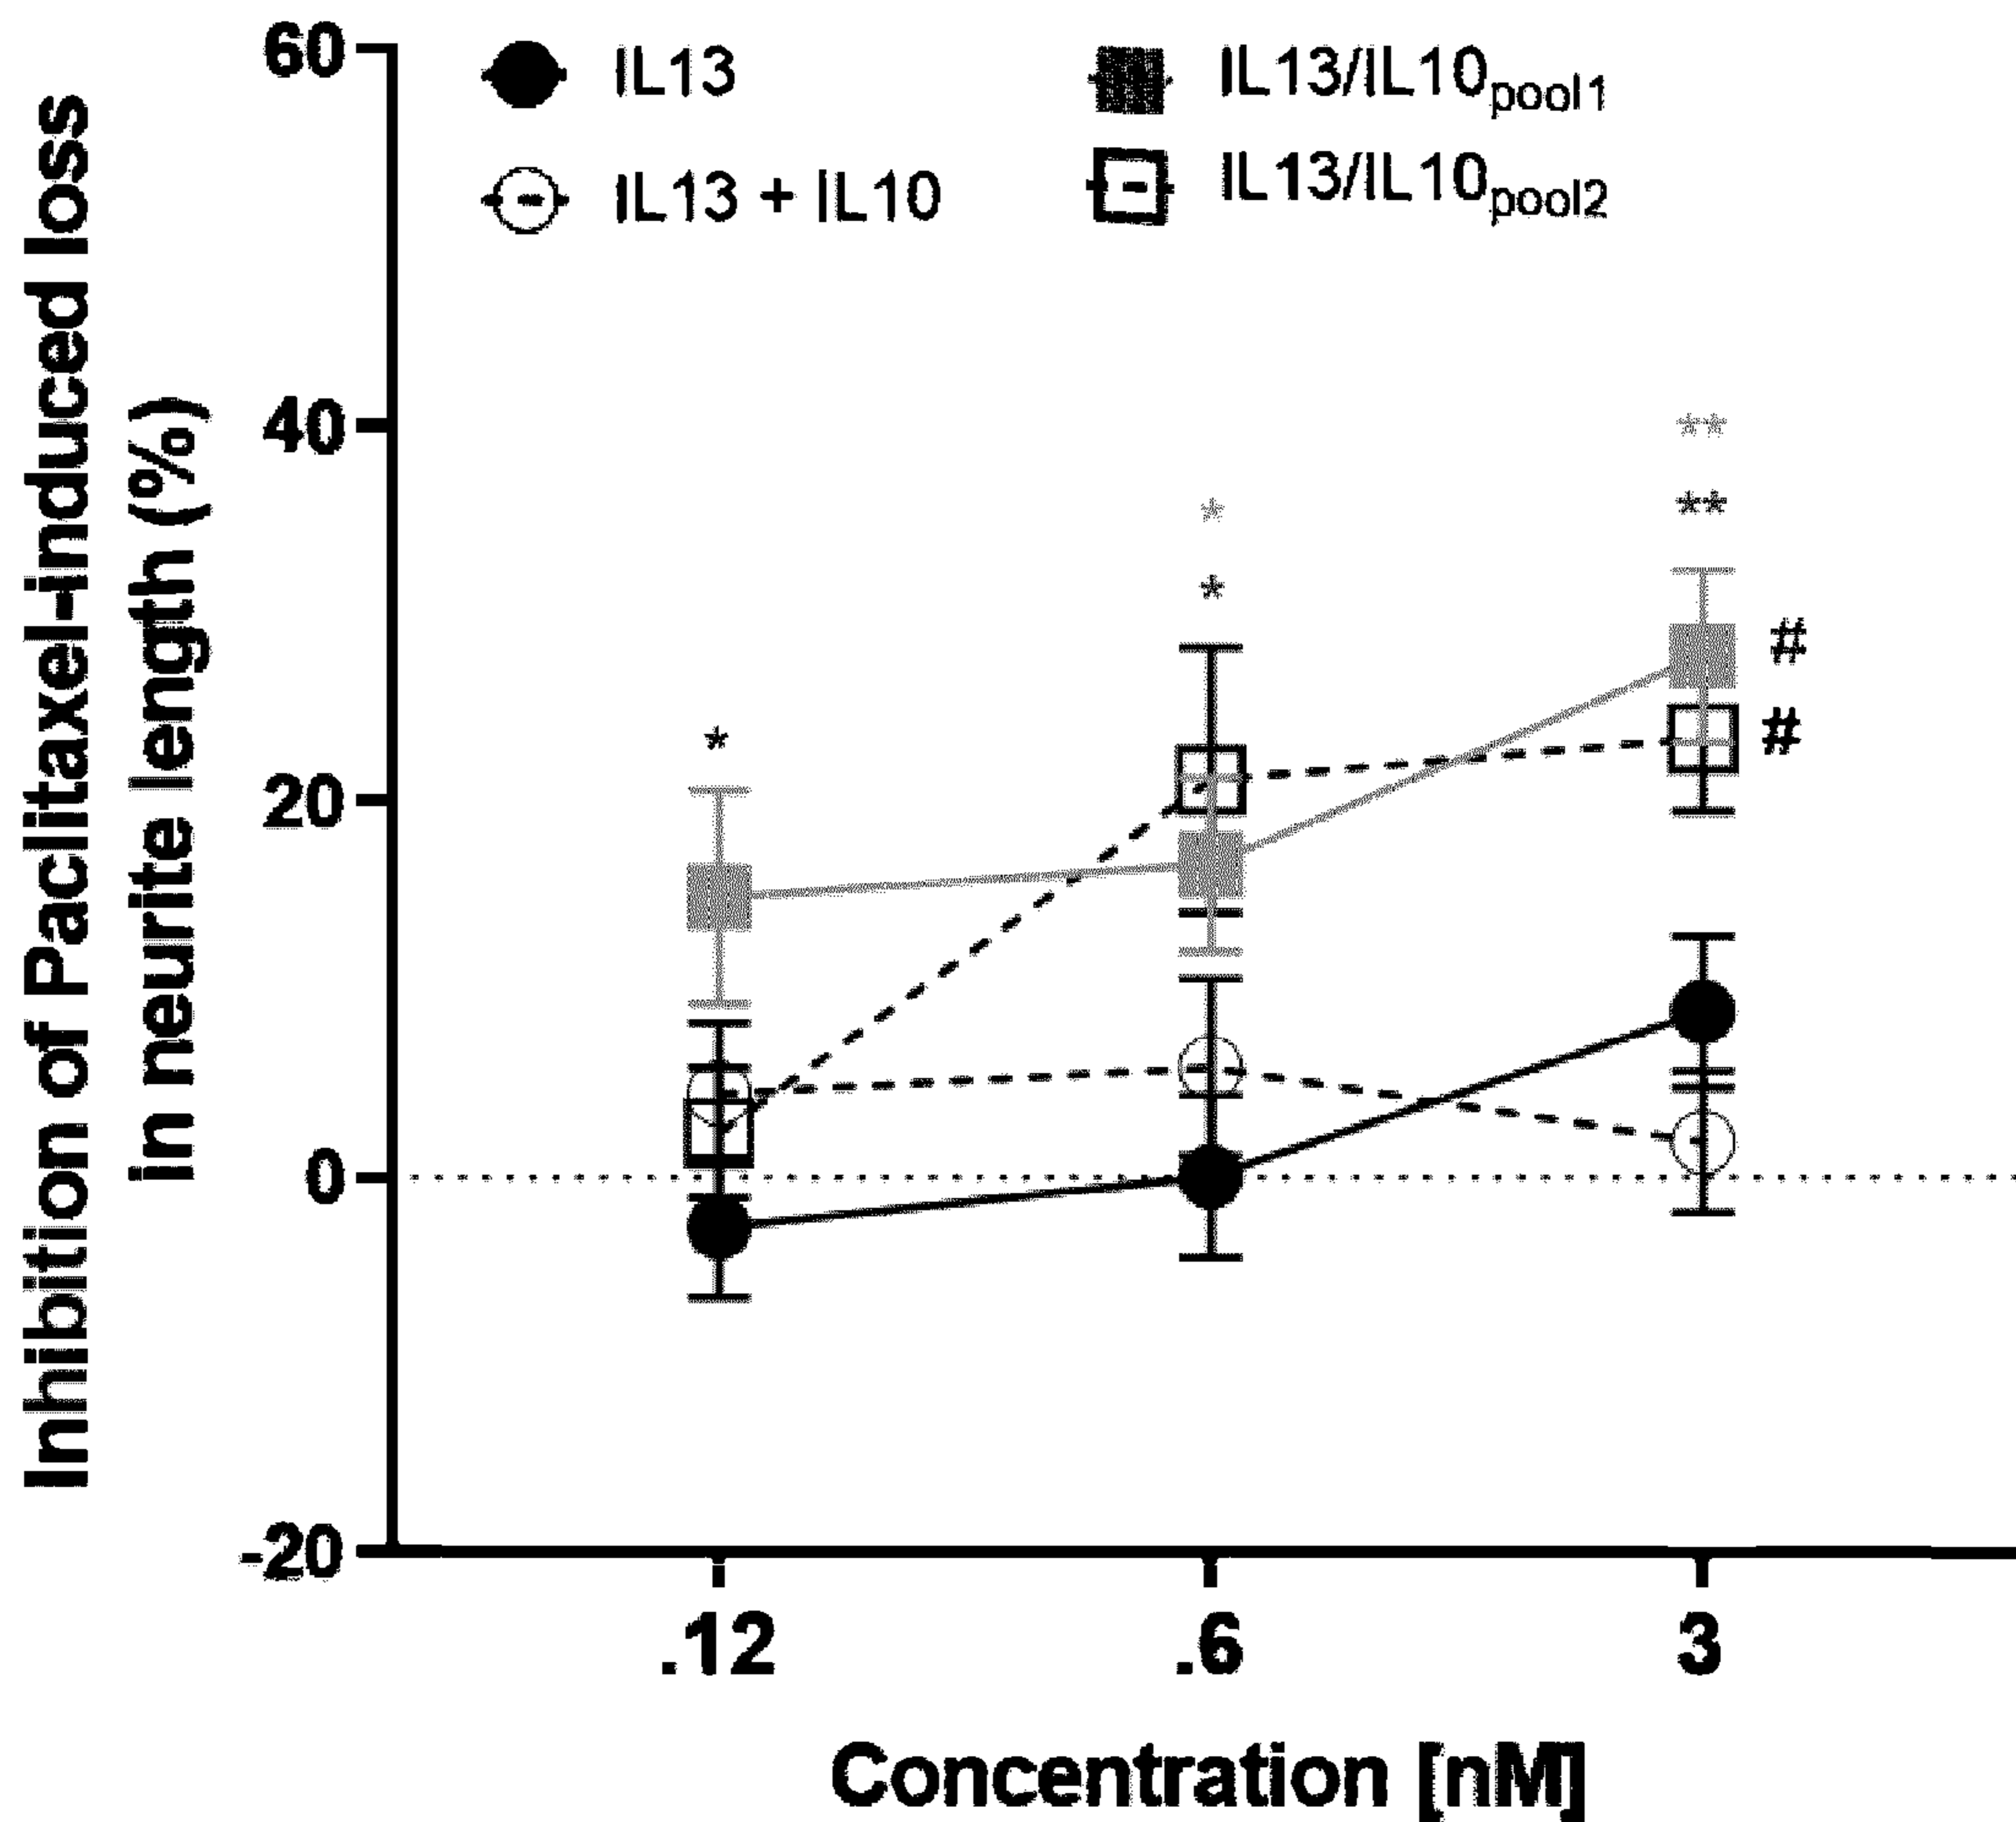 Inhibition of Paclitaxel-induced loss
in neurite length (%)
60
40
20
0
-20
IL13
IL13 + IL10
IL13/IL10pool1
IL13/IL10pool2
*
*
*
**
**
#
#
.12
.6
3
Concentration [nM]